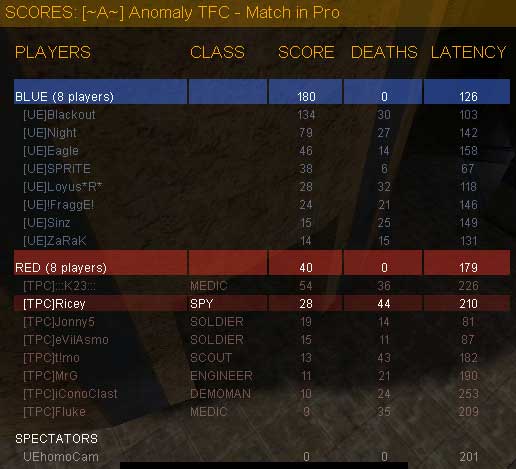 SCORES: [~A~] Anomaly TFC - Match in Pro
PLAYERS CLASS SCORE DEATHS LATENCY
BLUE (8 players) 180 0 126
[UE]Blackout 134 30 103
[UE]Night 79 27 142
[UE]Eagle 46 14 158
[UE]SPRITE 38 6 67
[UE]Loyus*R* 28 32 118
[UE]!FraggE! 24 21 146
[UE]Sinz 15 25 149
[UE]ZaRaK 14 15 131
RED (8 players) 40 0 179
[TPC]:::K23::: MEDIC 54 36 226
[TPC]Ricey SPY 28 44 210
[TPC]Jonny5 SOLDIER 19 14 81
[TPC]eVilAsmo SOLDIER 15 11 87
[TPC]t!mo SCOUT 13 43 182
[TPC]MrG ENGINEER 11 21 190
[TPC]iConoClast DEMOMAN 10 24 253
[TPC]Fluke MEDIC 9 35 209
SPECTATORS
UEhomoCam 0 0 201